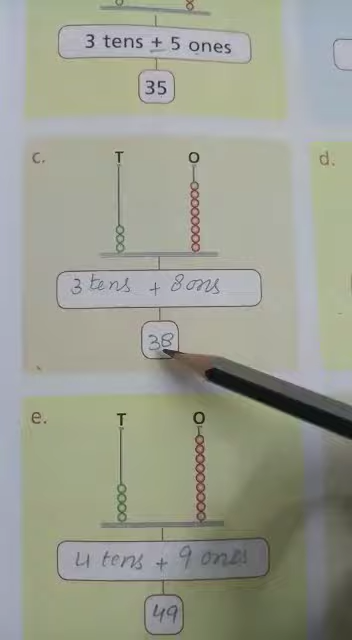 3 tens + 5 ones
35
c.
T O
d.
3 tens + 8 ons
38
e.
T O
4 tens + 9 ones
49